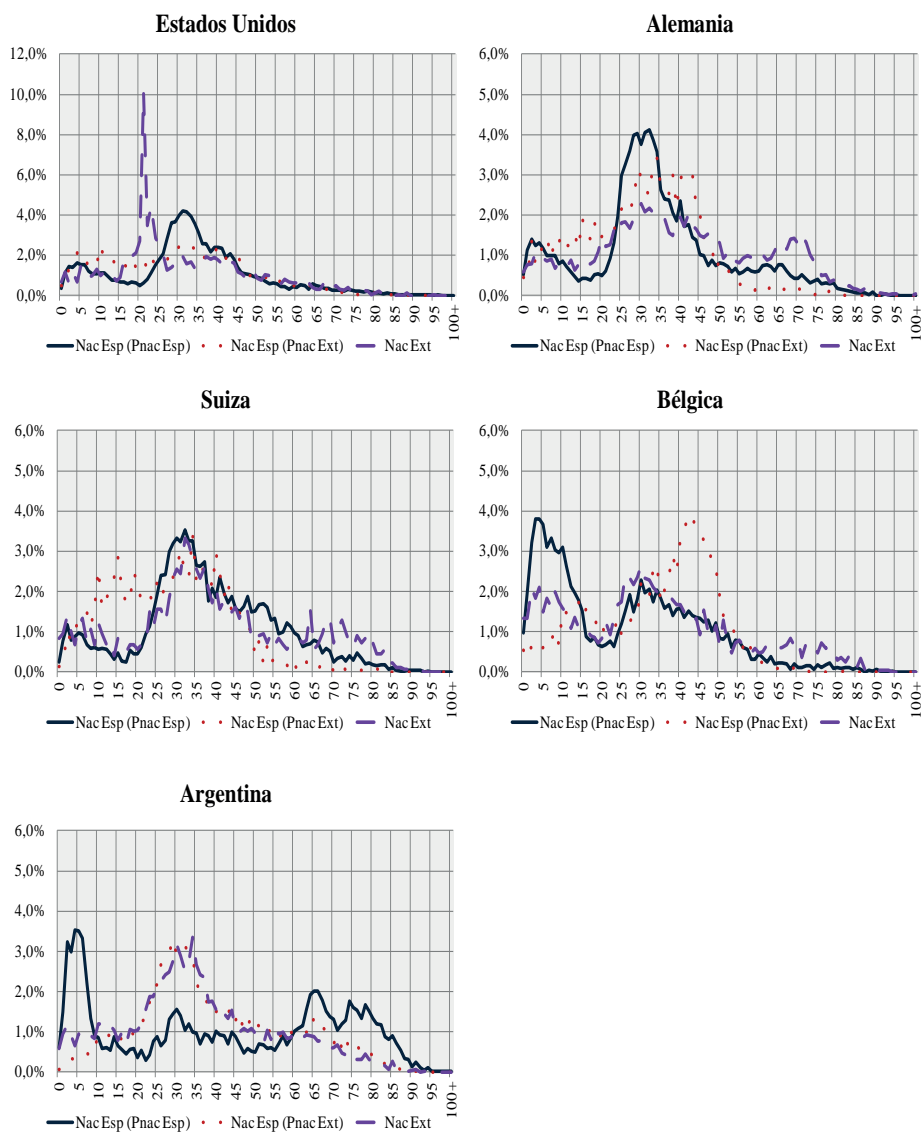 Estados Unidos
12,0%
10,0%
8,0%
6,0%
4,0%
2,0%
0,0%
0 5 10 15 20 25 30 35 40 45 50 55 60 65 70 75 80 85 90 95 100+
Nac Esp (Pnac Esp) Nac Esp (Pnac Ext) Nac Ext
Alemania
6,0%
5,0%
4,0%
3,0%
2,0%
1,0%
0,0%
0 5 10 15 20 25 30 35 40 45 50 55 60 65 70 75 80 85 90 95 100+
Nac Esp (Pnac Esp) Nac Esp (Pnac Ext) Nac Ext
Suiza
6,0%
5,0%
4,0%
3,0%
2,0%
1,0%
0,0%
0 5 10 15 20 25 30 35 40 45 50 55 60 65 70 75 80 85 90 95 100+
Nac Esp (Pnac Esp) Nac Esp (Pnac Ext) Nac Ext
Bélgica
6,0%
5,0%
4,0%
3,0%
2,0%
1,0%
0,0%
0 5 10 15 20 25 30 35 40 45 50 55 60 65 70 75 80 85 90 95 100+
Nac Esp (Pnac Esp) Nac Esp (Pnac Ext) Nac Ext
Argentina
6,0%
5,0%
4,0%
3,0%
2,0%
1,0%
0,0%
0 5 10 15 20 25 30 35 40 45 50 55 60 65 70 75 80 85 90 95 100+
Nac Esp (Pnac Esp) Nac Esp (Pnac Ext) Nac Ext